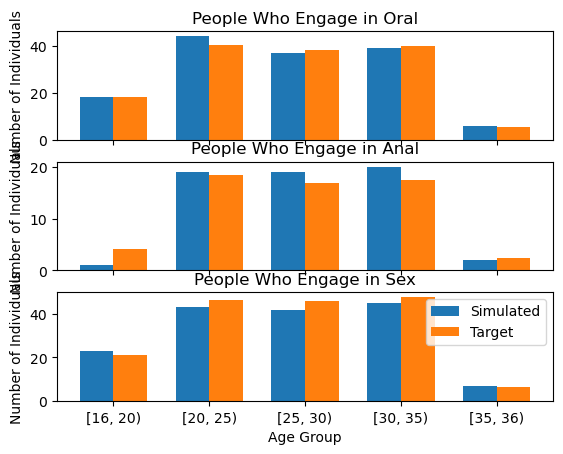 People Who Engage in Oral
Number of Individuals
40
20
0
People Who Engage in Anal
Number of Individuals
20
10
0
People Who Engage in Sex
Number of Individuals
40
20
0
Simulated
Target
[16, 20)
[20, 25)
[25, 30)
[30, 35)
[35, 36)
Age Group